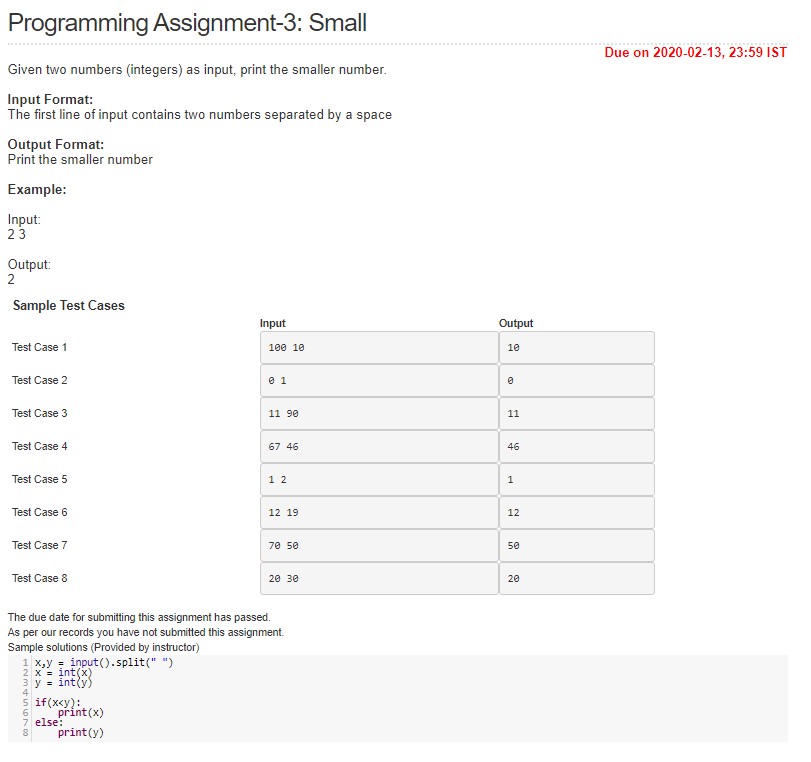 Programming Assignment-3: Small
Due on 2020-02-13, 23:59 IST
Given two numbers (integers) as input, print the smaller number.
Input Format:
The first line of input contains two numbers separated by a space
Output Format:
Print the smaller number
Example:
Input:
2 3
Output:
2
Sample Test Cases
Input Output
Test Case 1 100 10 10
Test Case 2 0 1 0
Test Case 3 11 90 11
Test Case 4 67 46 46
Test Case 5 1 2 1
Test Case 6 12 19 12
Test Case 7 70 50 50
Test Case 8 20 30 20
The due date for submitting this assignment has passed.
As per our records you have not submitted this assignment.
Sample solutions (Provided by instructor)
1 x,y = input().split(" ")
2 x = int(x)
3 y = int(y)
4
5 if(x<y):
6     print(x)
7 else:
8     print(y)